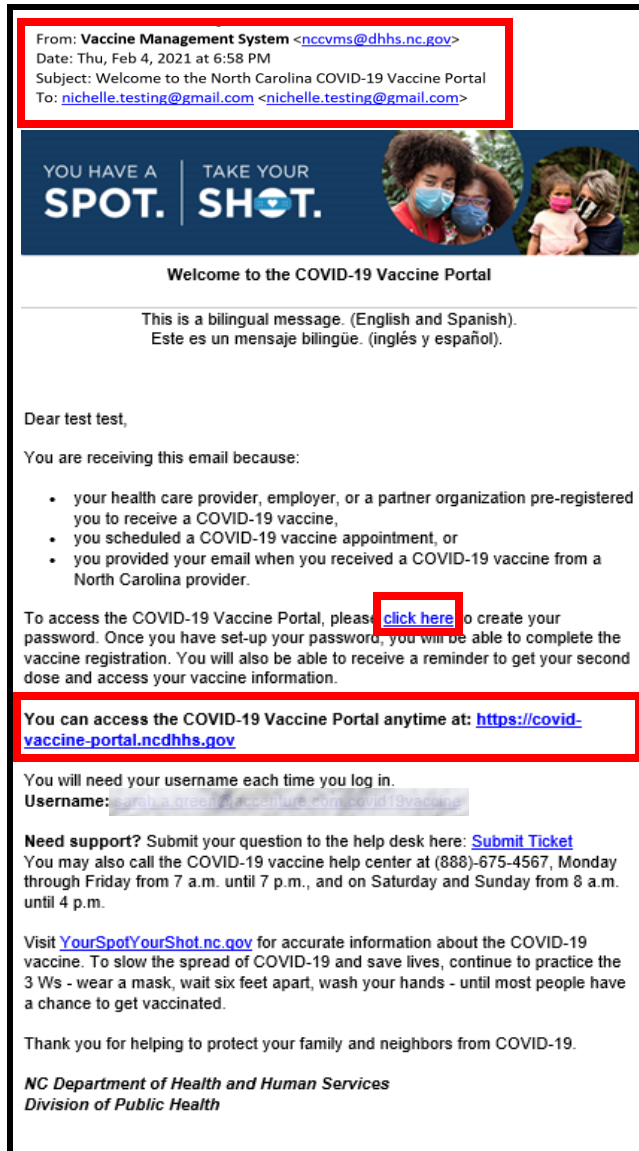 From: Vaccine Management System <nccvms@dhhs.nc.gov>
Date: Thu, Feb 4, 2021 at 6:58 PM
Subject: Welcome to the North Carolina COVID-19 Vaccine Portal
To: nichelle.testing@gmail.com <nichelle.testing@gmail.com>
YOU HAVE A SPOT. TAKE YOUR SHOT.
Welcome to the COVID-19 Vaccine Portal
This is a bilingual message. (English and Spanish).
Este es un mensaje bilingüe. (inglés y español).
Dear test test,
You are receiving this email because:
• your health care provider, employer, or a partner organization pre-registered
you to receive a COVID-19 vaccine,
• you scheduled a COVID-19 vaccine appointment, or
• you provided your email when you received a COVID-19 vaccine from a
North Carolina provider.
To access the COVID-19 Vaccine Portal, please click here to create your
password. Once you have set-up your password, you will be able to complete the
vaccine registration. You will also be able to receive a reminder to get your second
dose and access your vaccine information.
You can access the COVID-19 Vaccine Portal anytime at: https://covid-
vaccine-portal.ncdhhs.gov
You will need your username each time you log in.
Username:
Need support? Submit your question to the help desk here: Submit Ticket
You may also call the COVID-19 vaccine help center at (888)-675-4567, Monday
through Friday from 7 a.m. until 7 p.m., and on Saturday and Sunday from 8 a.m.
until 4 p.m.
Visit YourSpotYourShot.nc.gov for accurate information about the COVID-19
vaccine. To slow the spread of COVID-19 and save lives, continue to practice the
3 Ws - wear a mask, wait six feet apart, wash your hands - until most people have
a chance to get vaccinated.
Thank you for helping to protect your family and neighbors from COVID-19.
NC Department of Health and Human Services
Division of Public Health